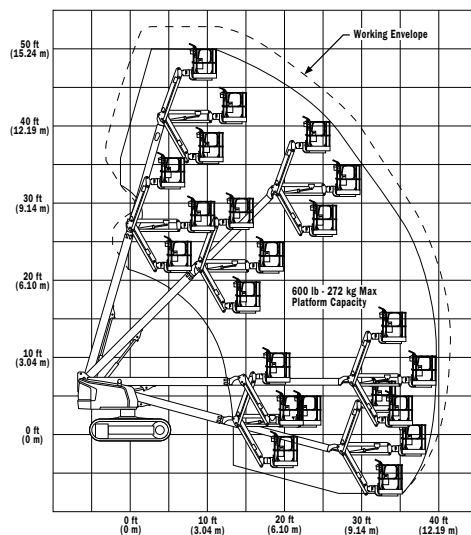 50 ft
(15.24 m)
Working Envelope
40 ft
(12.19 m)
30 ft
(9.14 m)
20 ft
(6.10 m)
600 lb - 272 kg Max
Platform Capacity
10 ft
(3.04 m)
0 ft
(0 m)
0 ft
(0 m)
10 ft
(3.04 m)
20 ft
(6.10 m)
30 ft
(9.14 m)
40 ft
(12.19 m)